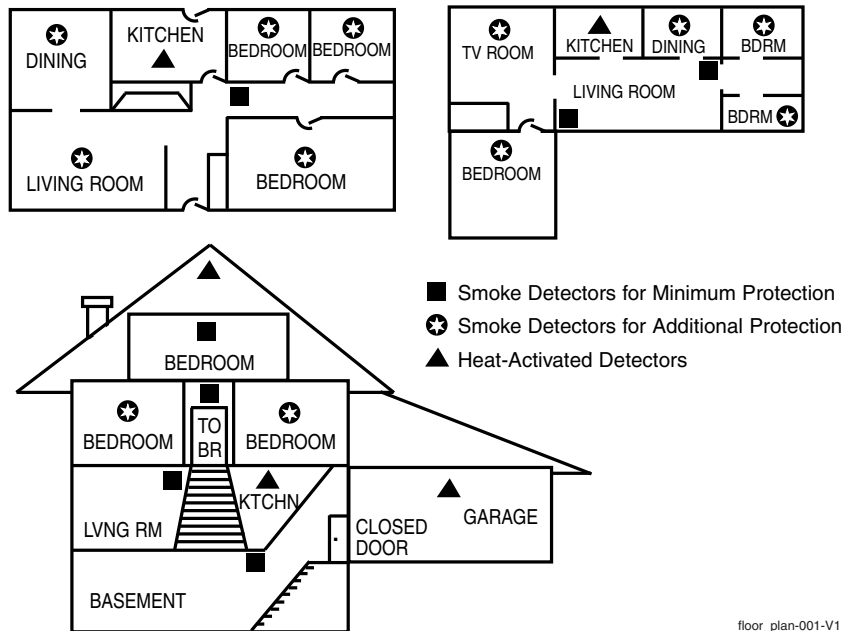 DINING
KITCHEN
BEDROOM
BEDROOM
LIVING ROOM
BEDROOM
TV ROOM
KITCHEN
DINING
BDRM
LIVING ROOM
BDRM
BEDROOM
Smoke Detectors for Minimum Protection
Smoke Detectors for Additional Protection
Heat-Activated Detectors
BEDROOM
BEDROOM
TO
BR
BEDROOM
LVNG RM
KTCHN
CLOSED
DOOR
GARAGE
BASEMENT
floor_plan-001-V1